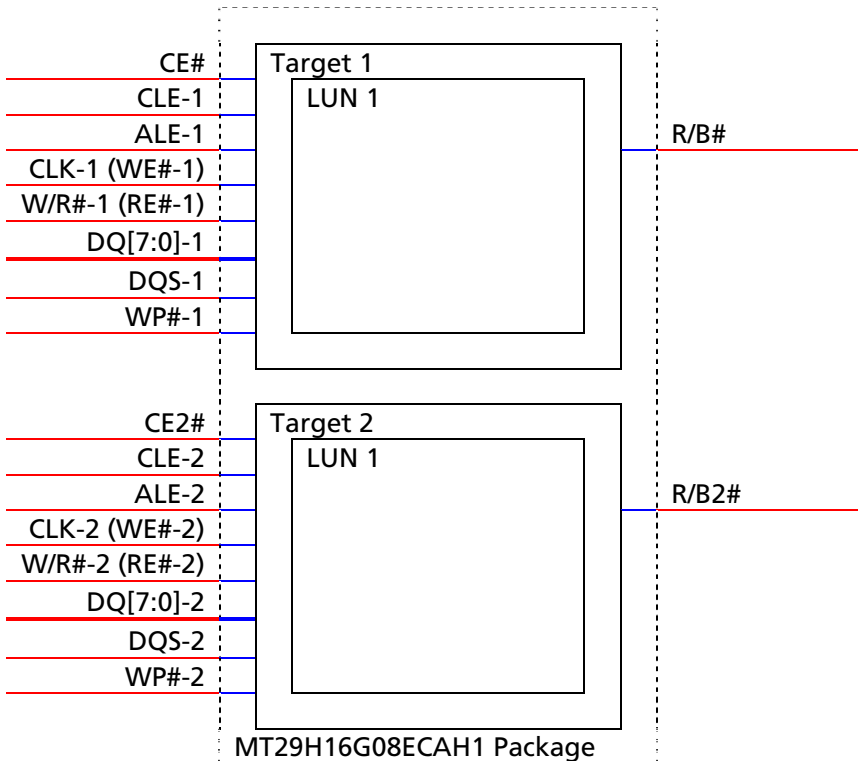 CE#
Target 1
CLE-1
LUN 1
ALE-1
R/B#
CLK-1 (WE#-1)
W/R#-1 (RE#-1)
DQ[7:0]-1
DQS-1
WP#-1
CE2#
Target 2
CLE-2
LUN 1
ALE-2
R/B2#
CLK-2 (WE#-2)
W/R#-2 (RE#-2)
DQ[7:0]-2
DQS-2
WP#-2
MT29H16G08ECAH1 Package